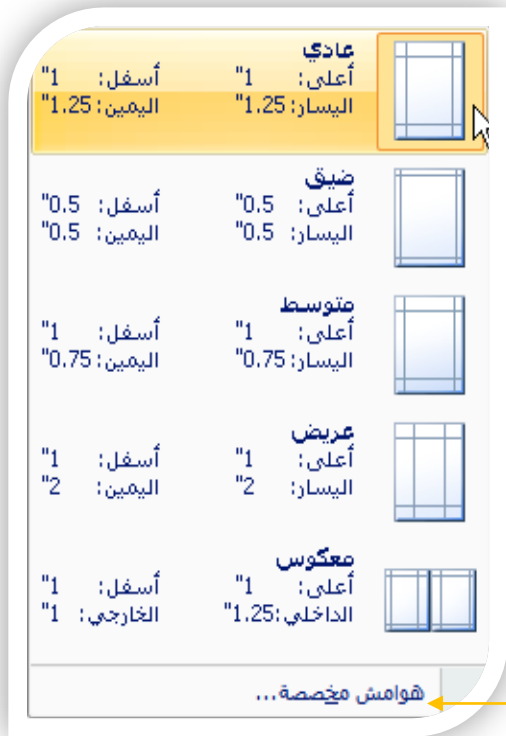 عادي
أعلى: 1" أسفل: 1"
اليسار: 1.25" اليمين: 1.25"
ضيق
أعلى: 0.5" أسفل: 0.5"
اليسار: 0.5" اليمين: 0.5"
متوسط
أعلى: 1" أسفل: 1"
اليسار: 0.75" اليمين: 0.75"
عريض
أعلى: 1" أسفل: 1"
اليسار: 2" اليمين: 2"
معكوس
أعلى: 1" أسفل: 1"
الداخلي: 1.25" الخارجي: 1"
هوامش مخصصة...